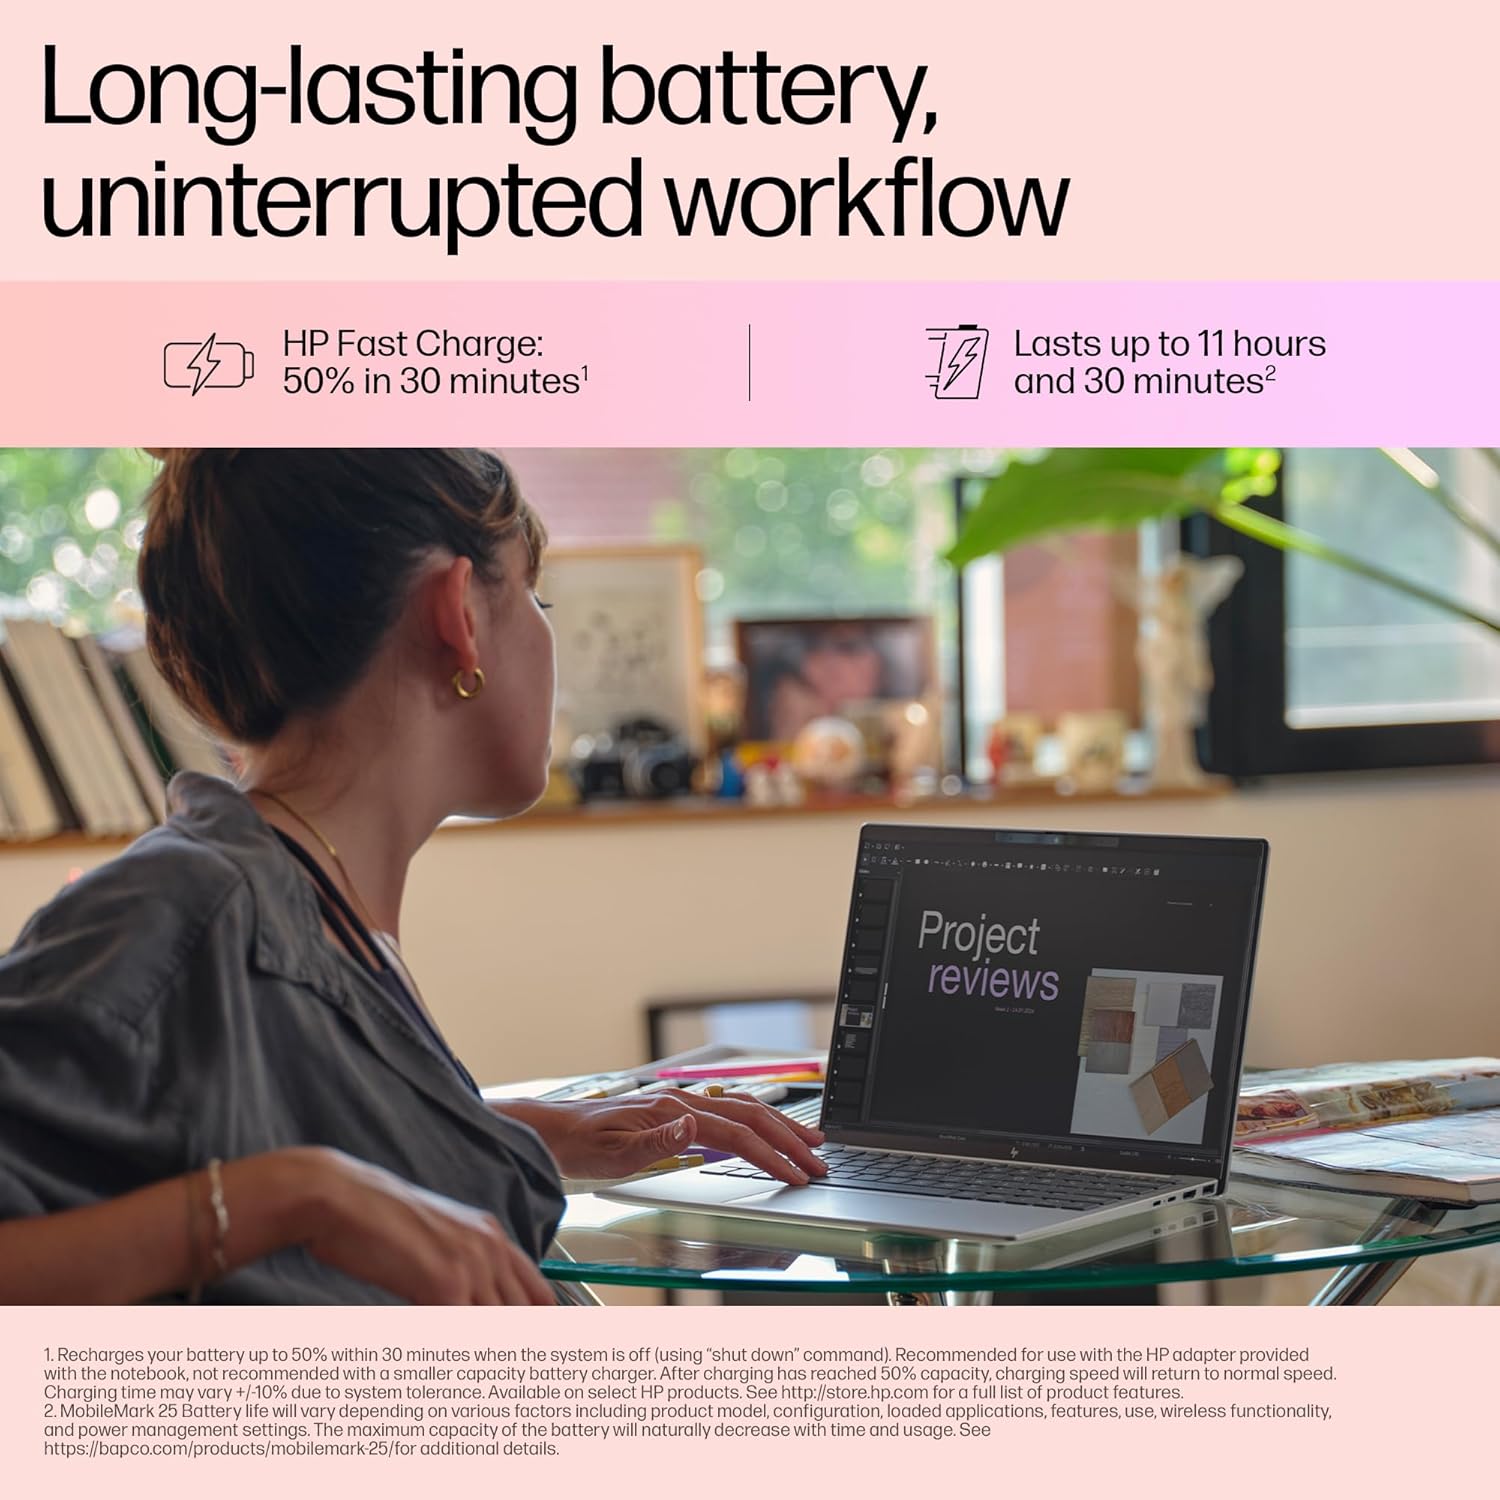 Long-lasting battery,
uninterrupted workflow
HP Fast Charge:
50% in 30 minutes¹
Lasts up to 11 hours
and 30 minutes²
Project
reviews
1. Recharges your battery up to 50% within 30 minutes when the system is off (using “shut down” command). Recommended for use with the HP adapter provided
with the notebook, not recommended with a smaller capacity battery charger. After charging has reached 50% capacity, charging speed will return to normal speed.
Charging time may vary +/-10% due to system tolerance. Available on select HP products. See http://store.hp.com for a full list of product features.
2. MobileMark 25 Battery life will vary depending on various factors including product model, configuration, loaded applications, features, use, wireless functionality,
and power management settings. The maximum capacity of the battery will naturally decrease with time and usage. See
https://bapco.com/products/mobilemark-25/for additional details.